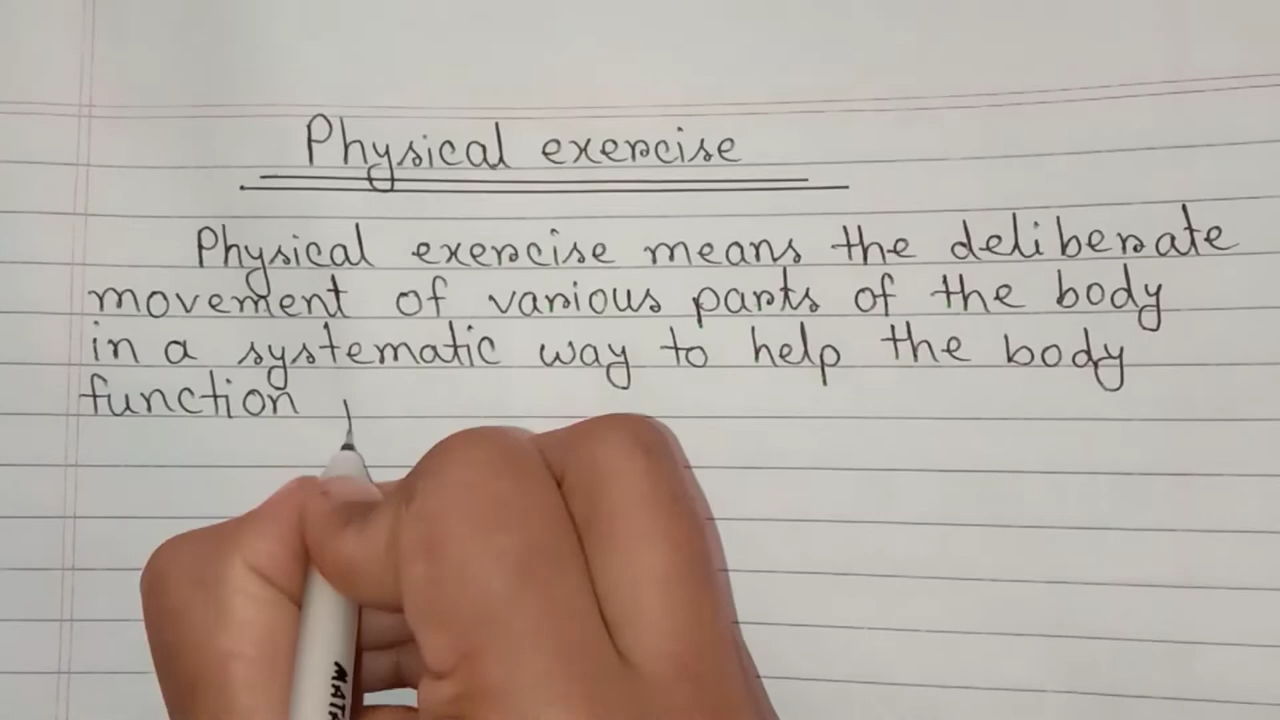 Physical exercise
Physical exercise means the deliberate
movement of various parts of the body
in a systematic way to help the body
function